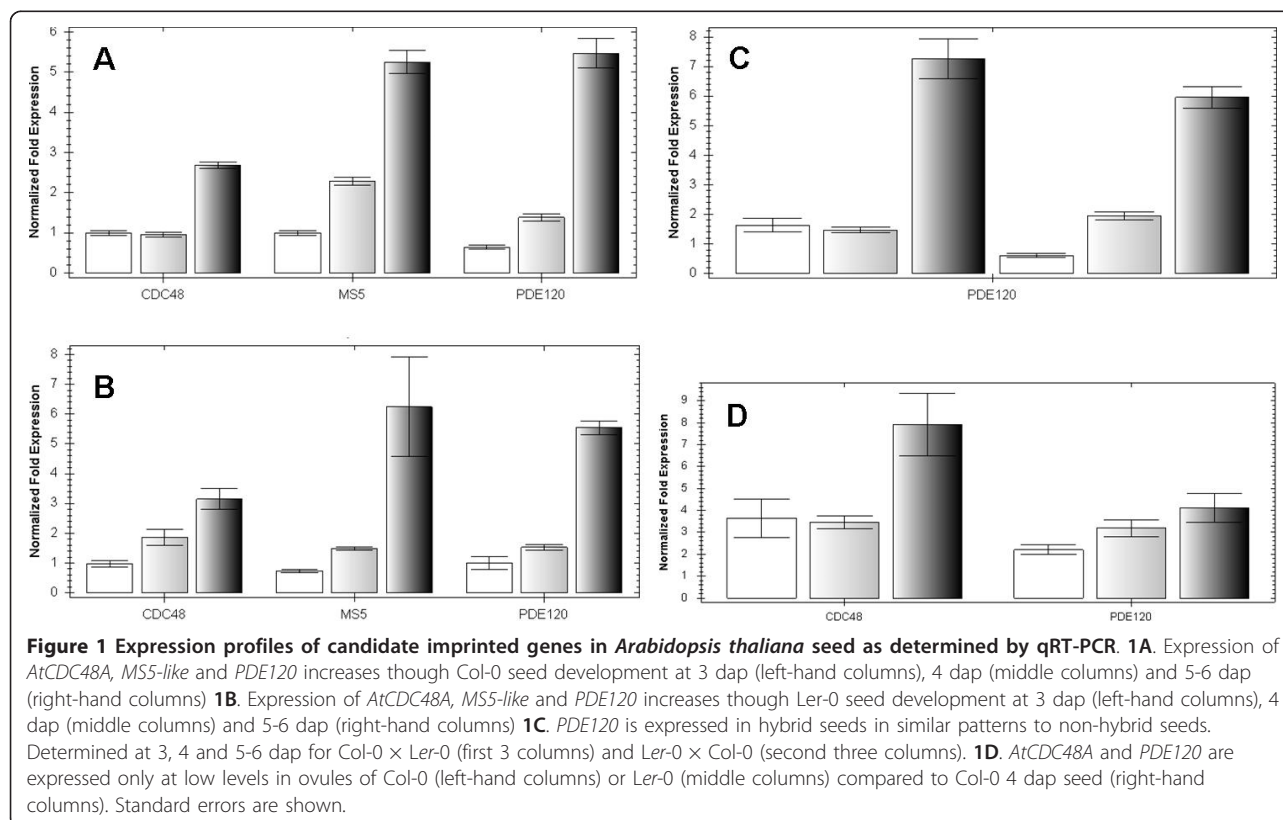 A
Normalized Fold Expression
6
5
4
3
2
1
0
CDC48 MS5 PDE120
C
Normalized Fold Expression
8
7
6
5
4
3
2
1
0
PDE120
B
Normalized Fold Expression
8
7
6
5
4
3
2
1
0
CDC48 MS5 PDE120
D
Normalized Fold Expression
9
8
7
6
5
4
3
2
1
0
CDC48 PDE120
Figure 1 Expression profiles of candidate imprinted genes in Arabidopsis thaliana seed as determined by qRT-PCR. 1A. Expression of
AtCDC48A, MS5-like and PDE120 increases though Col-0 seed development at 3 dap (left-hand columns), 4 dap (middle columns) and 5-6 dap
(right-hand columns) 1B. Expression of AtCDC48A, MS5-like and PDE120 increases though Ler-0 seed development at 3 dap (left-hand columns), 4
dap (middle columns) and 5-6 dap (right-hand columns) 1C. PDE120 is expressed in hybrid seeds in similar patterns to non-hybrid seeds.
Determined at 3, 4 and 5-6 dap for Col-0 × Ler-0 (first 3 columns) and Ler-0 × Col-0 (second three columns). 1D. AtCDC48A and PDE120 are
expressed only at low levels in ovules of Col-0 (left-hand columns) or Ler-0 (middle columns) compared to Col-0 4 dap seed (right-hand
columns). Standard errors are shown.